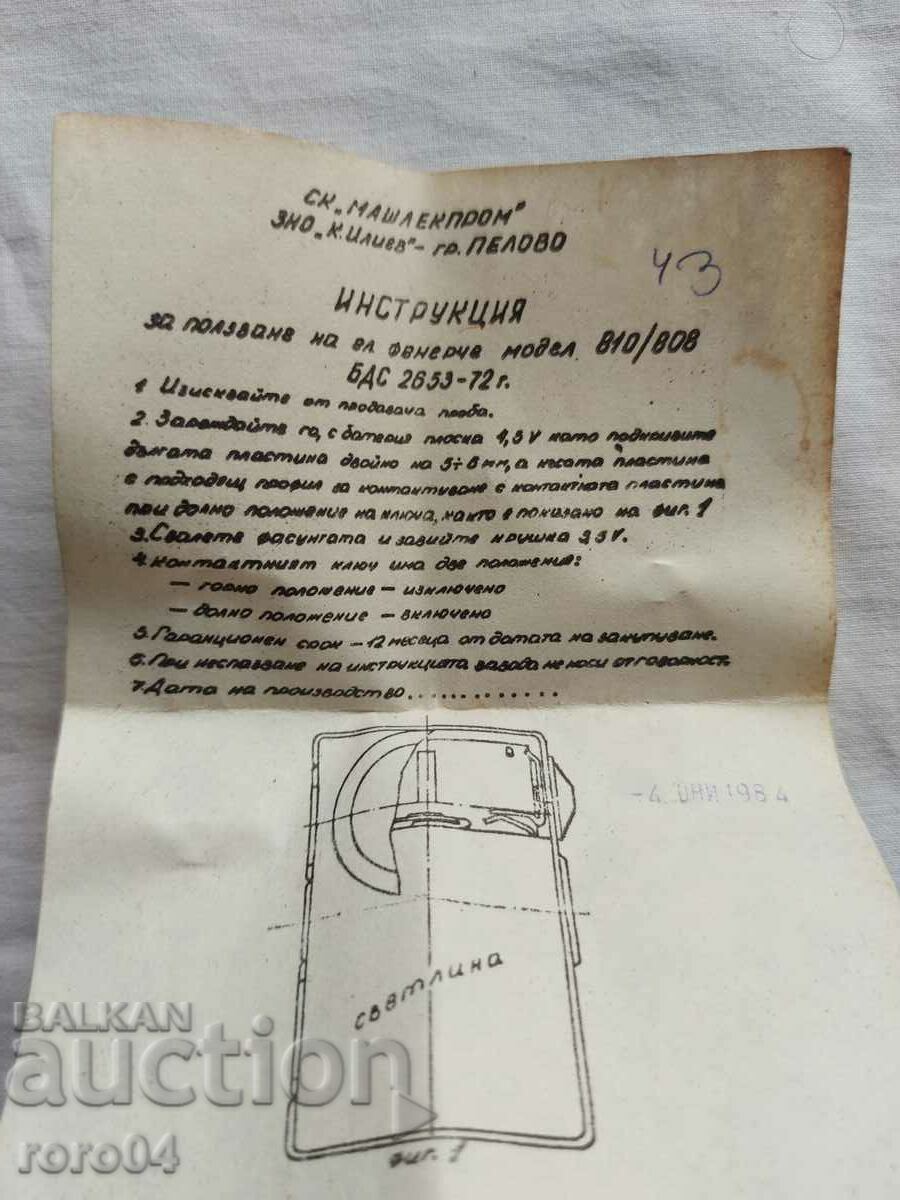 СК „МАШЛЕКПРОМ"
ЗНО „К. Илиев" - гр. ПЕЛОВО
43
ИНСТРУКЦИЯ
за ползване на ел фенерче модел 810/808
БДС 2653-72 г.
1 Изисквайте от продавача проба.
2. Зареждайте го, с батерия плоска 4,5 V като подкривите
дългата пластина двойно на 5÷6 мм, а късата пластина
с подходящ профил за контактуване с контактната пластина
при долно положение на ключа, както е показано на фиг. 1
3. Свалете фасунгата и завийте крушка 3,5 V.
4. Контактният ключ има две положения:
— горно положение — изключено
— долно положение — включено
5. Гаранционен срок — 12 месеца от датата на закупуване.
6. При неспазване на инструкцията завода не носи отговорност.
7. Дата на производство.............
-4. ЮНИ 1984
светлина
фиг. 1
BALKAN
auction
roro04